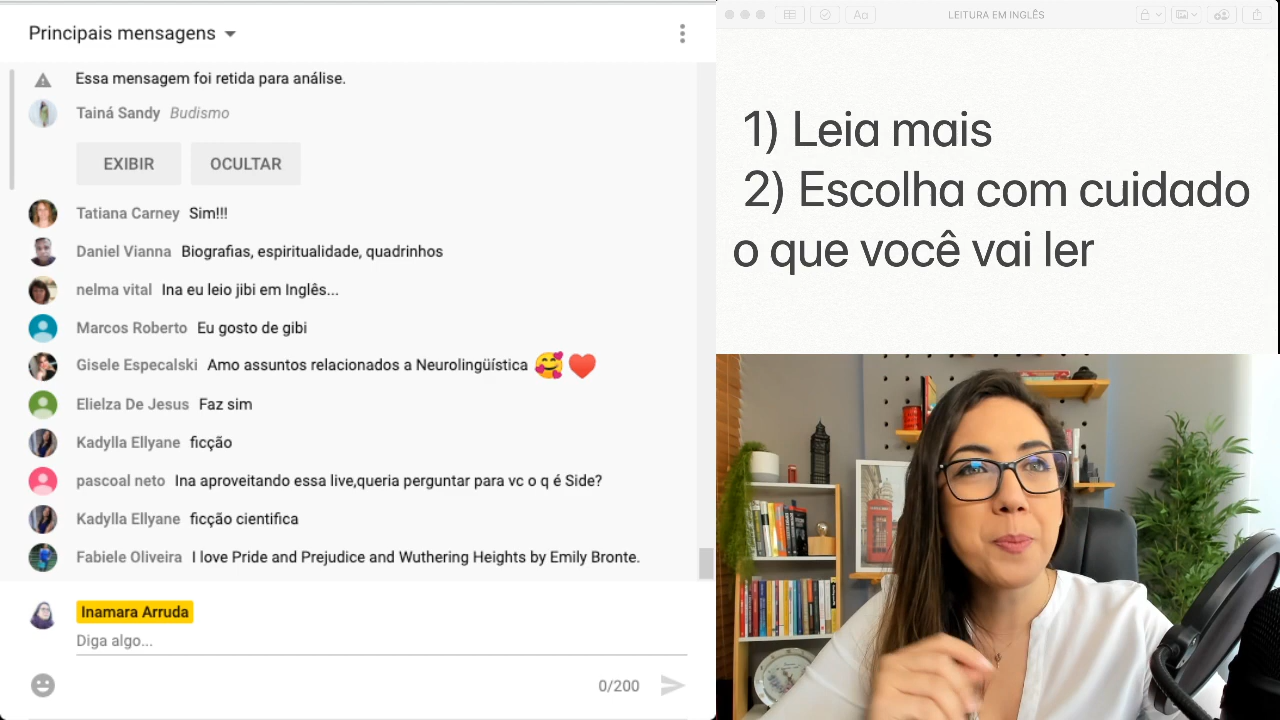 Principais mensagens
Essa mensagem foi retida para análise.
Tainá Sandy Budismo
EXIBIR OCULTAR
Tatiana Carney Sim!!!
Daniel Vianna Biografias, espiritualidade, quadrinhos
nelma vital Ina eu leio jibi em Inglês...
Marcos Roberto Eu gosto de gibi
Gisele Especalski Amo assuntos relacionados a Neurolingüística 🥰♥️
Elielza De Jesus Faz sim
Kadylla Ellyane ficção
pascoal neto Ina aproveitando essa live,queria perguntar para vc o q é Side?
Kadylla Ellyane ficção cientifica
Fabiele Oliveira I love Pride and Prejudice and Wuthering Heights by Emily Bronte.
Inamara Arruda
Diga algo...
0/200
Aa
LEITURA EM INGLÊS
1) Leia mais
2) Escolha com cuidado
o que você vai ler